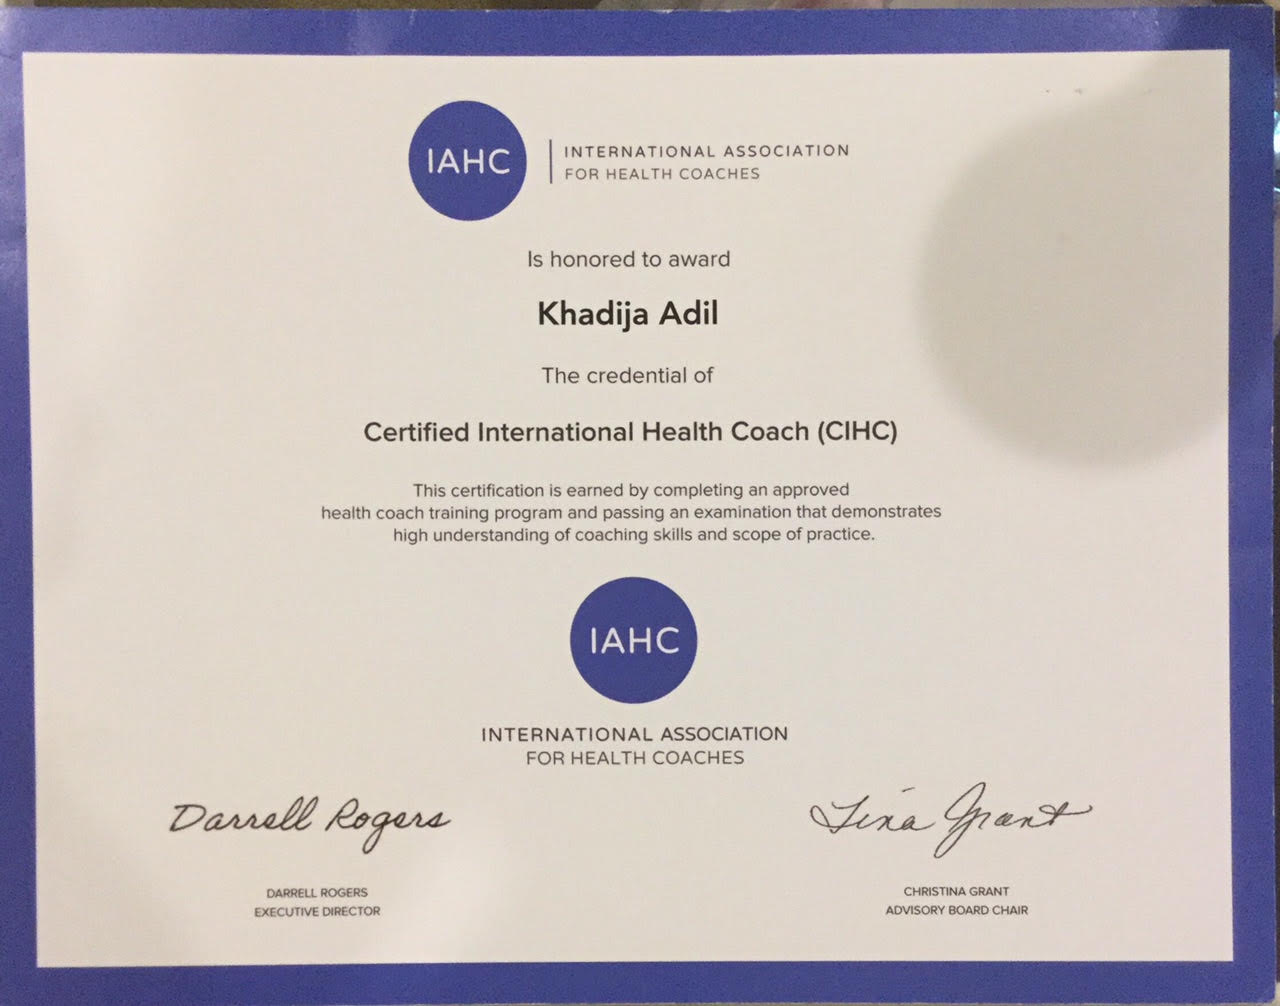 IAHC
INTERNATIONAL ASSOCIATION
FOR HEALTH COACHES
Is honored to award
Khadija Adil
The credential of
Certified International Health Coach (CIHC)
This certification is earned by completing an approved
health coach training program and passing an examination that demonstrates
high understanding of coaching skills and scope of practice.
IAHC
INTERNATIONAL ASSOCIATION
FOR HEALTH COACHES
Darrell Rogers
DARRELL ROGERS
EXECUTIVE DIRECTOR
Tina Grant
CHRISTINA GRANT
ADVISORY BOARD CHAIR